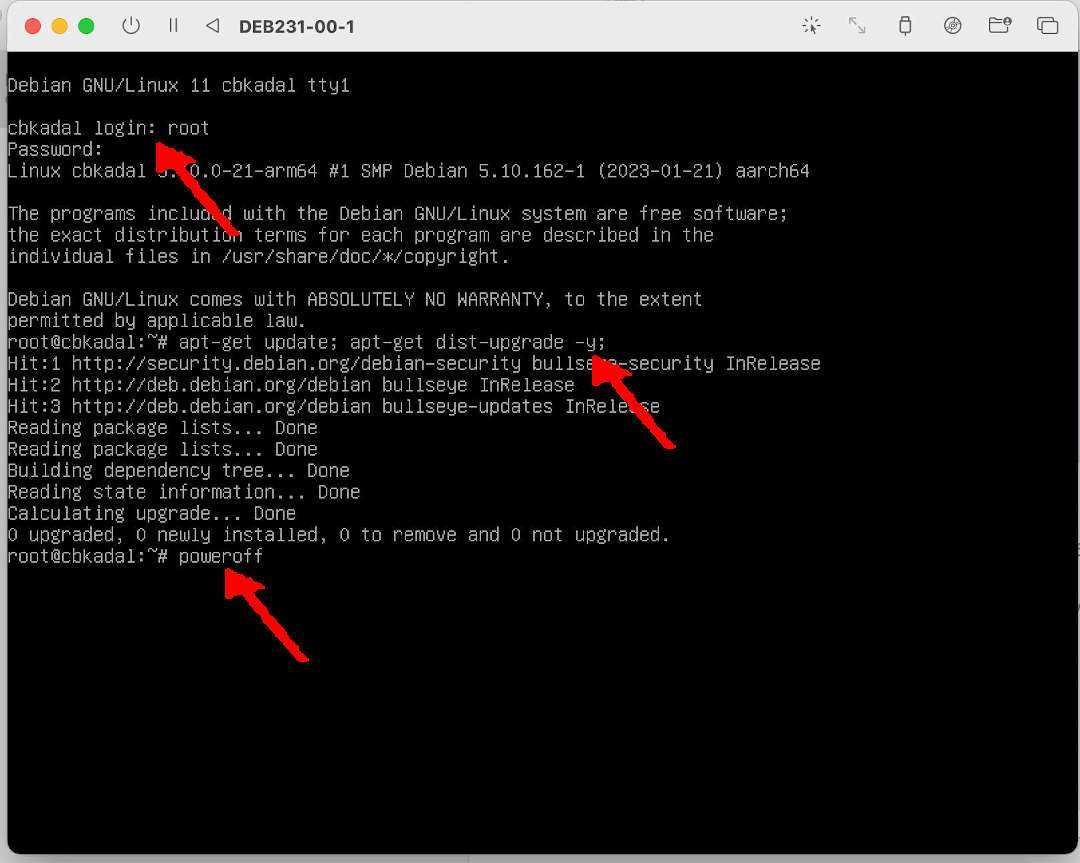 DEB231-00-1
Debian GNU/Linux 11 cbkadal tty1
cbkadal login: root
Password:
Linux cbkadal 5.10.0-21-arm64 #1 SMP Debian 5.10.162-1 (2023-01-21) aarch64
The programs included with the Debian GNU/Linux system are free software;
the exact distribution terms for each program are described in the
individual files in /usr/share/doc/*/copyright.
Debian GNU/Linux comes with ABSOLUTELY NO WARRANTY, to the extent
permitted by applicable law.
root@cbkadal:~# apt-get update; apt-get dist-upgrade -y;
Hit:1 http://security.debian.org/debian-security bullseye-security InRelease
Hit:2 http://deb.debian.org/debian bullseye InRelease
Hit:3 http://deb.debian.org/debian bullseye-updates InRelease
Reading package lists... Done
Reading package lists... Done
Building dependency tree... Done
Reading state information... Done
Calculating upgrade... Done
0 upgraded, 0 newly installed, 0 to remove and 0 not upgraded.
root@cbkadal:~# poweroff